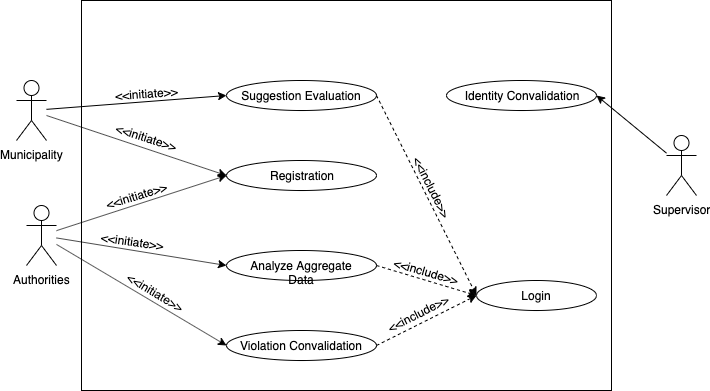 <<initiate>>
Suggestion Evaluation
Identity Convalidation
Municipality
<<initiate>>
Registration
<<include>>
<<initiate>>
Supervisor
Authorities
<<initiate>>
Analyze Aggregate
Data
<<include>>
<<initiate>>
Login
<<include>>
Violation Convalidation